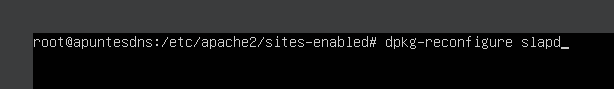 root@apuntesdns:/etc/apache2/sites-enabled# dpkg-reconfigure slapd_